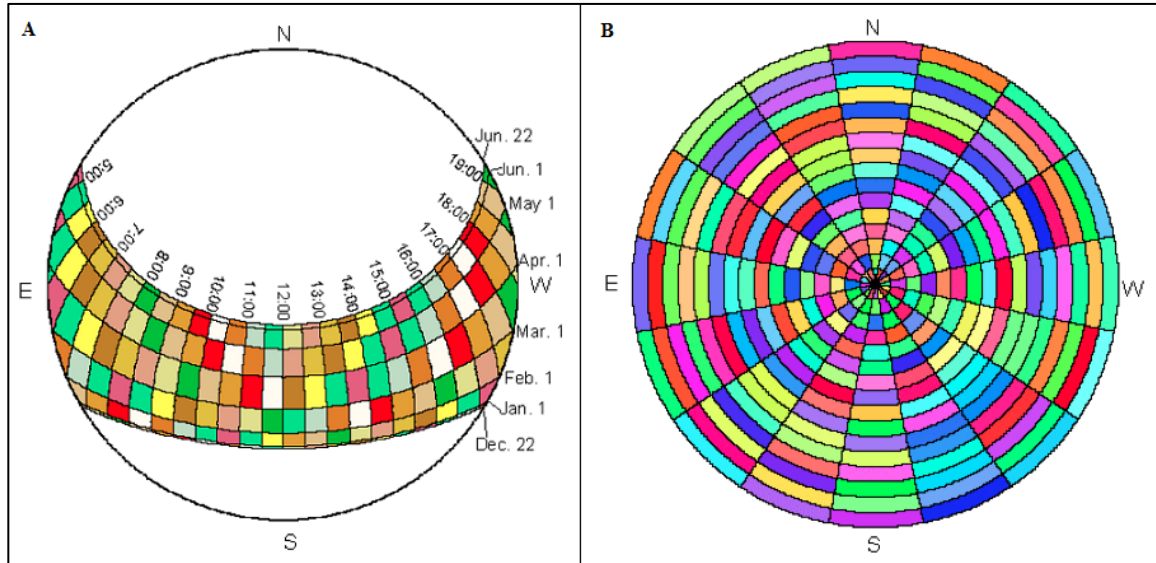 A
N
Jun. 22
Jun. 1
May 1
Apr. 1
W
Mar. 1
Feb. 1
Jan. 1
Dec. 22
S
E
5:00
6:00
7:00
8:00
9:00
10:00
11:00
12:00
13:00
14:00
15:00
16:00
17:00
18:00
19:00
B
N
E
W
S